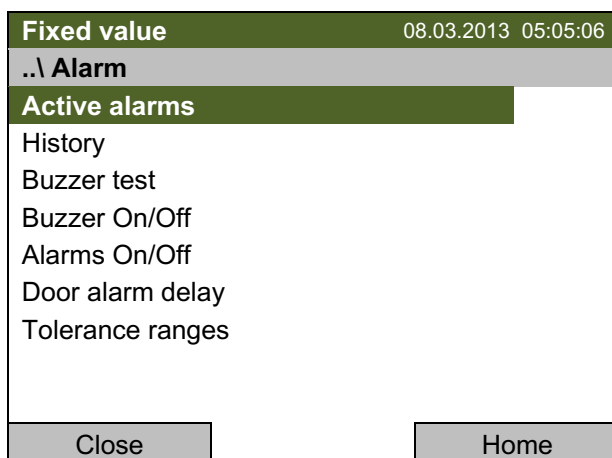 Fixed value 08.03.2013 05:05:06
..\ Alarm
Active alarms
History
Buzzer test
Buzzer On/Off
Alarms On/Off
Door alarm delay
Tolerance ranges
Close Home